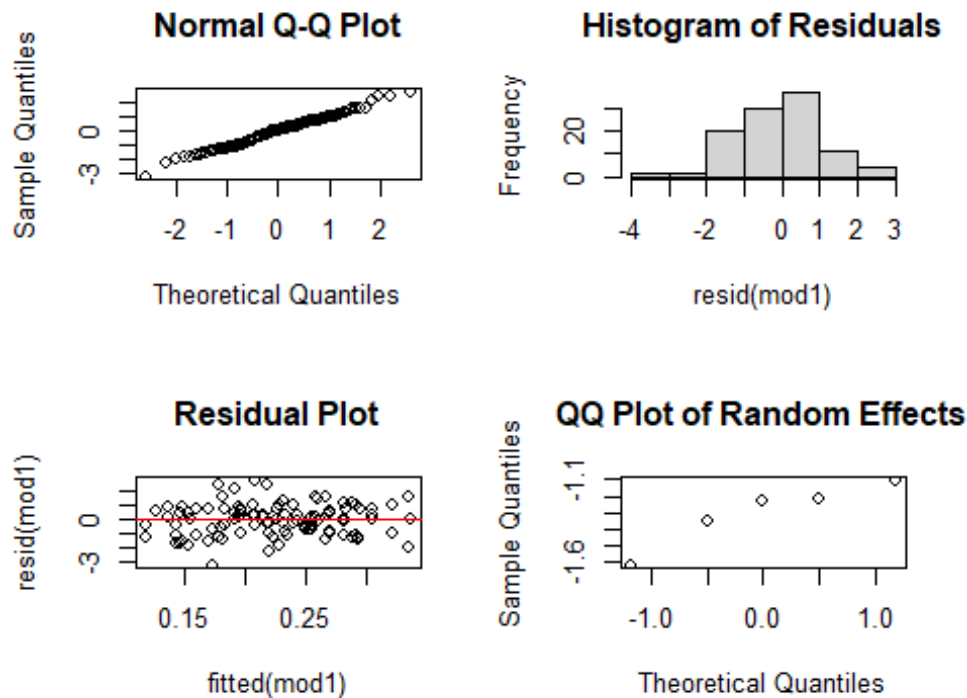 Normal Q-Q Plot
Sample Quantiles
0
-3
-2 -1 0 1 2
Theoretical Quantiles
Histogram of Residuals
Frequency
20
0
-4 -2 0 1 2 3
resid(mod1)
Residual Plot
resid(mod1)
0
-3
0.15 0.25
fitted(mod1)
QQ Plot of Random Effects
Sample Quantiles
-1.1
-1.6
-1.0 0.0 1.0
Theoretical Quantiles